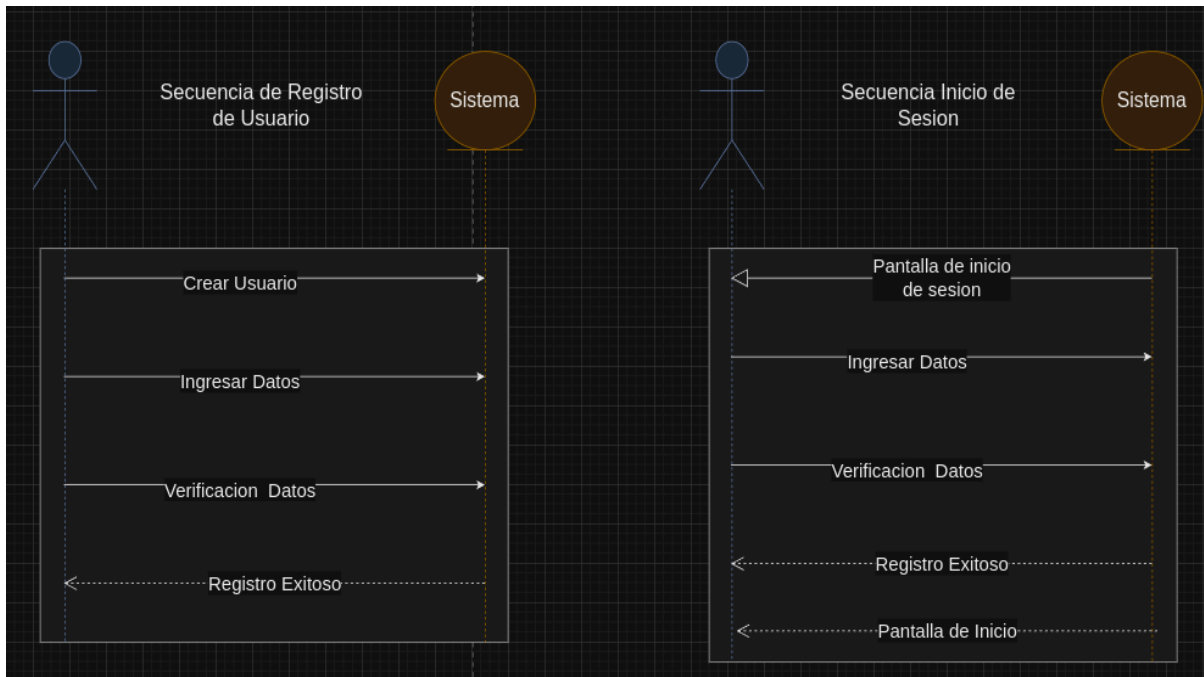 Secuencia de Registro
de Usuario
Sistema
Crear Usuario
Ingresar Datos
Verificacion  Datos
Registro Exitoso
Secuencia Inicio de
Sesion
Sistema
Pantalla de inicio
de sesion
Ingresar Datos
Verificacion  Datos
Registro Exitoso
Pantalla de Inicio